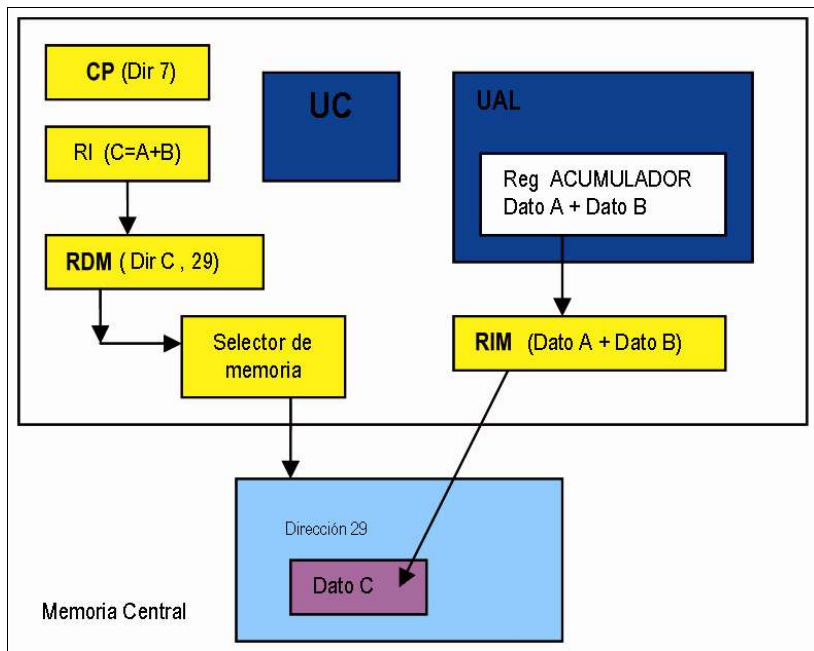 CP (Dir 7)
UC
UAL
RI (C=A+B)
Reg ACUMULADOR
Dato A + Dato B
RDM ( Dir C , 29)
Selector de
memoria
RIM (Dato A + Dato B)
Dirección 29
Dato C
Memoria Central